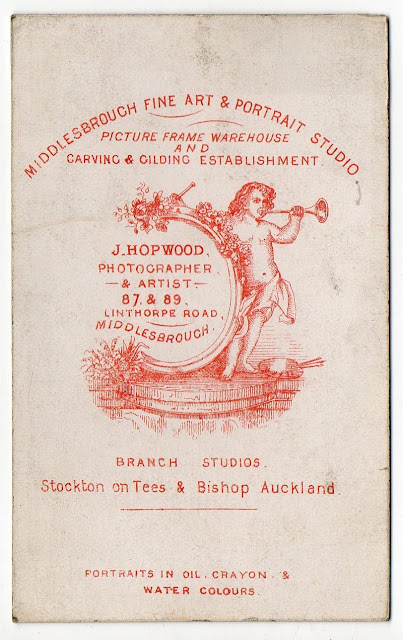 MIDDLESBROUGH FINE ART & PORTRAIT STUDIO
PICTURE FRAME WAREHOUSE
AND
CARVING & GILDING ESTABLISHMENT.
J. HOPWOOD,
PHOTOGRAPHER,
& ARTIST
87, & 89,
LINTHORPE ROAD,
MIDDLESBROUGH.
BRANCH STUDIOS.
Stockton on Tees & Bishop Auckland.
PORTRAITS IN OIL, CRAYON, &
WATER COLOURS.